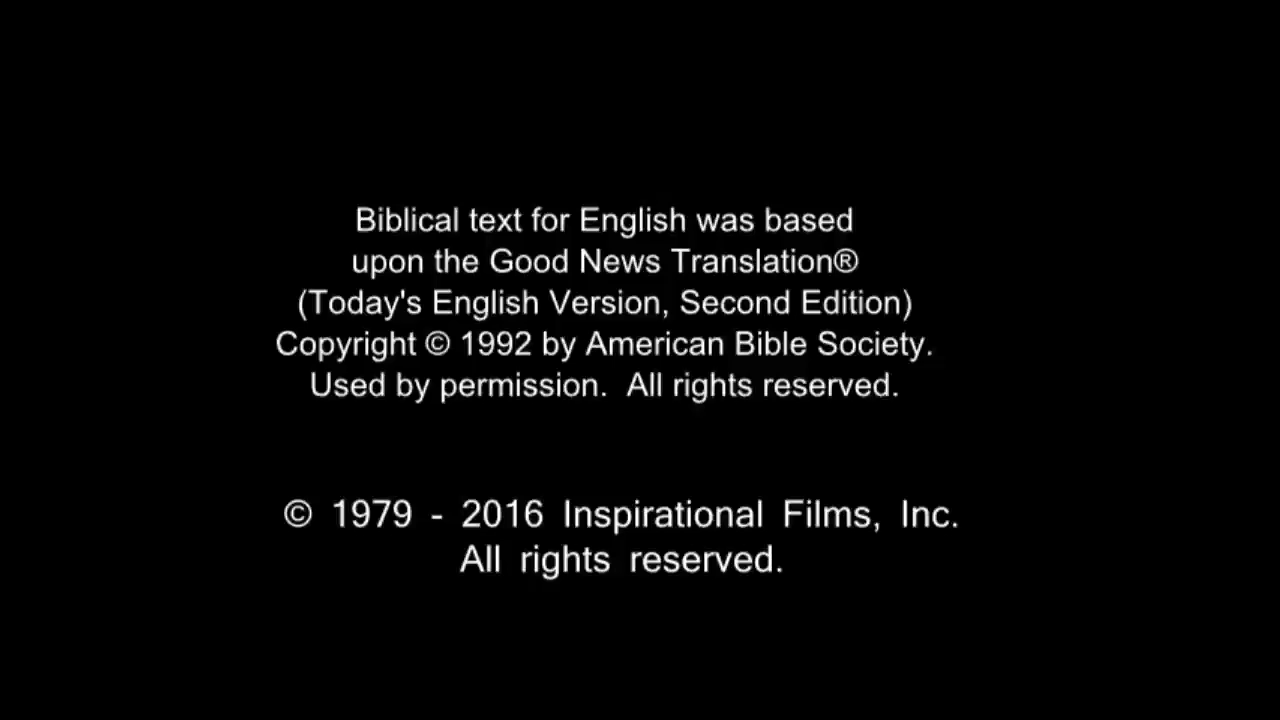 Biblical text for English was based
upon the Good News Translation®
(Today's English Version, Second Edition)
Copyright © 1992 by American Bible Society.
Used by permission.  All rights reserved.
© 1979 - 2016 Inspirational Films, Inc.
All rights reserved.